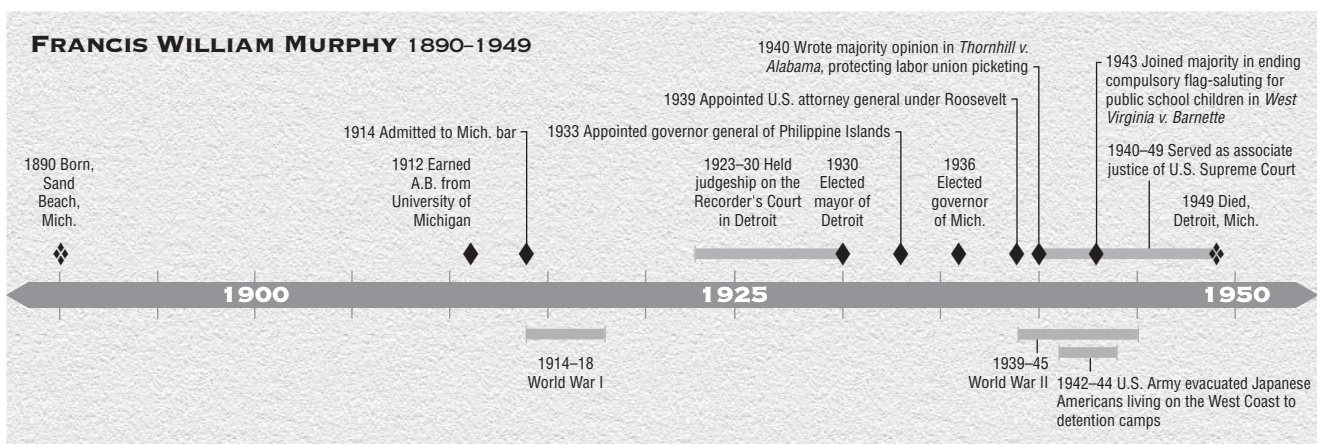 FRANCIS WILLIAM MURPHY 1890–1949
1940 Wrote majority opinion in Thornhill v.
Alabama, protecting labor union picketing
1943 Joined majority in ending
compulsory flag-saluting for
public school children in West
Virginia v. Barnette
1939 Appointed U.S. attorney general under Roosevelt
1914 Admitted to Mich. bar
1933 Appointed governor general of Philippine Islands
1940–49 Served as associate
justice of U.S. Supreme Court
1890 Born,
Sand
Beach,
Mich.
1912 Earned
A.B. from
University of
Michigan
1923–30 Held
judgeship on the
Recorder's Court
in Detroit
1930
Elected
mayor of
Detroit
1936
Elected
governor
of Mich.
1949 Died,
Detroit, Mich.
1900
1925
1950
1914–18
World War I
1939–45
World War II
1942–44 U.S. Army evacuated Japanese
Americans living on the West Coast to
detention camps